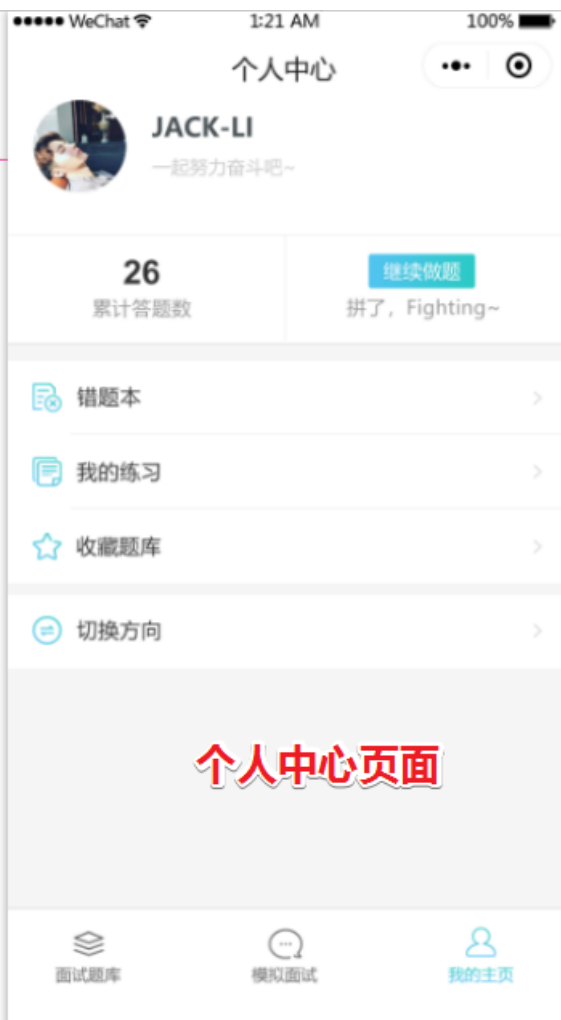 WeChat 1:21 AM 100%
个人中心
JACK-LI
一起努力奋斗吧~
26
累计答题数
继续做题
拼了，Fighting~
错题本
我的练习
收藏题库
切换方向
个人中心页面
面试题库 模拟面试 我的主页